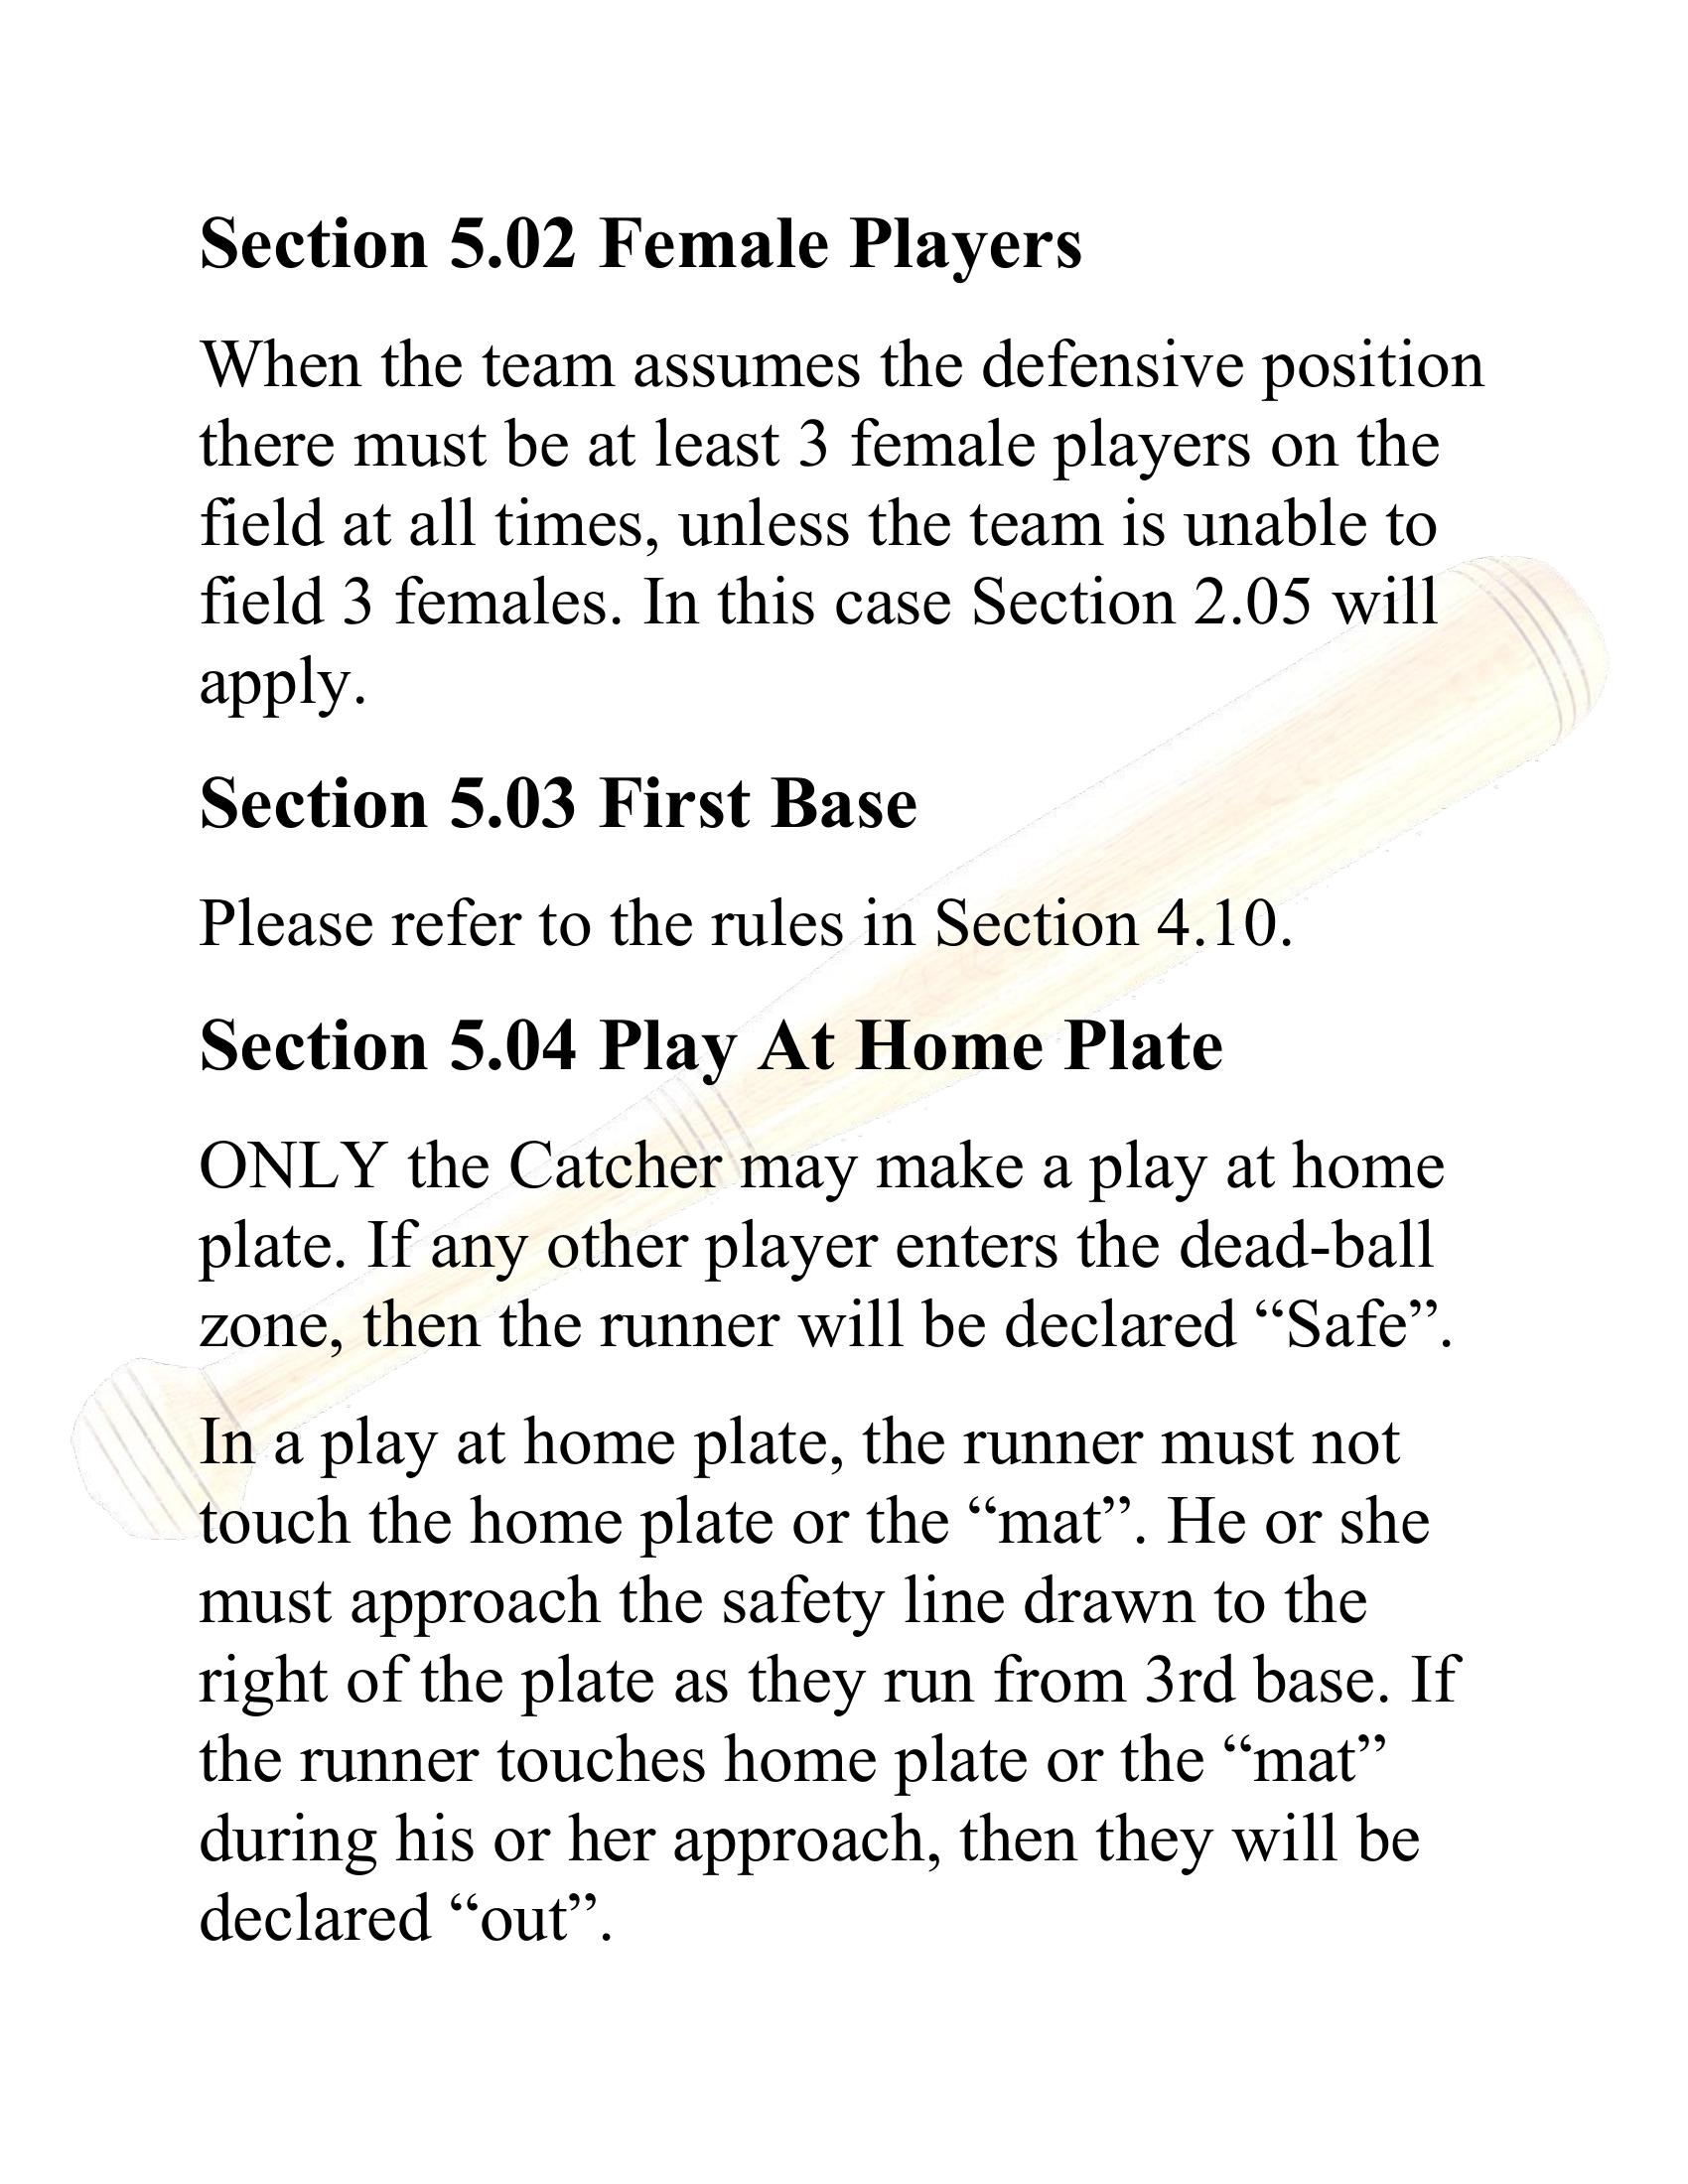 Section 5.02 Female Players
When the team assumes the defensive position
there must be at least 3 female players on the
field at all times, unless the team is unable to
field 3 females. In this case Section 2.05 will
apply.
Section 5.03 First Base
Please refer to the rules in Section 4.10.
Section 5.04 Play At Home Plate
ONLY the Catcher may make a play at home
plate. If any other player enters the dead-ball
zone, then the runner will be declared “Safe”.
In a play at home plate, the runner must not
touch the home plate or the “mat”. He or she
must approach the safety line drawn to the
right of the plate as they run from 3rd base. If
the runner touches home plate or the “mat”
during his or her approach, then they will be
declared “out”.